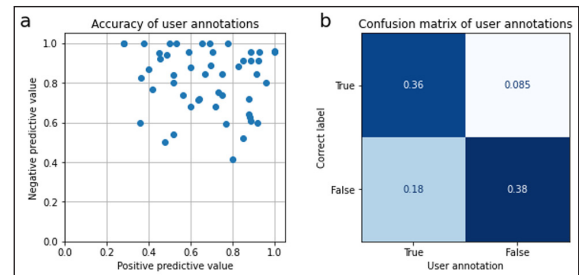 a
Accuracy of user annotations
1.0
0.8
0.6
0.4
0.2
0.0
Negative predictive value
0.0 0.2 0.4 0.6 0.8 1.0
Positive predictive value
b
Confusion matrix of user annotations
True
False
Correct label
0.36 0.085
0.18 0.38
True False
User annotation